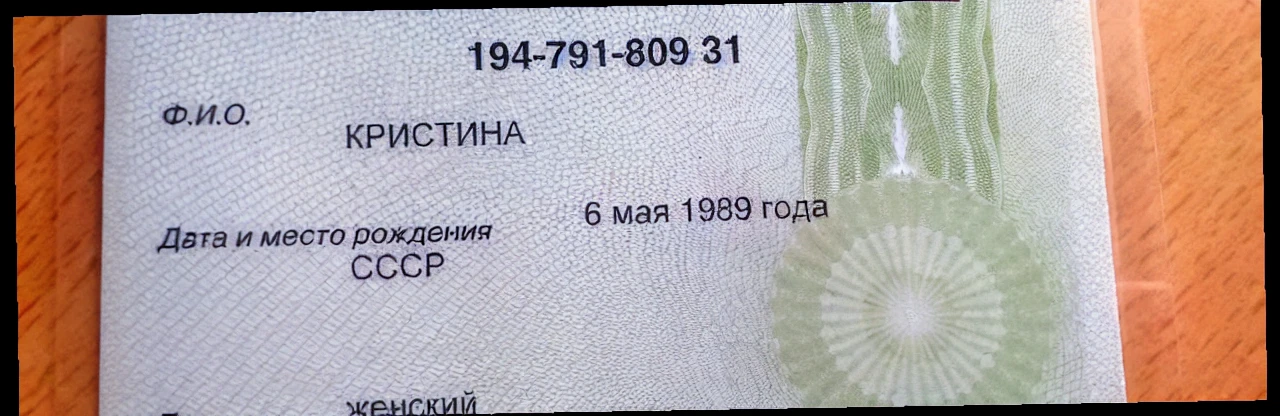 194-791-809 31
Ф.И.О.
КРИСТИНА
6 мая 1989 года
Дата и место рождения
СССР
женский